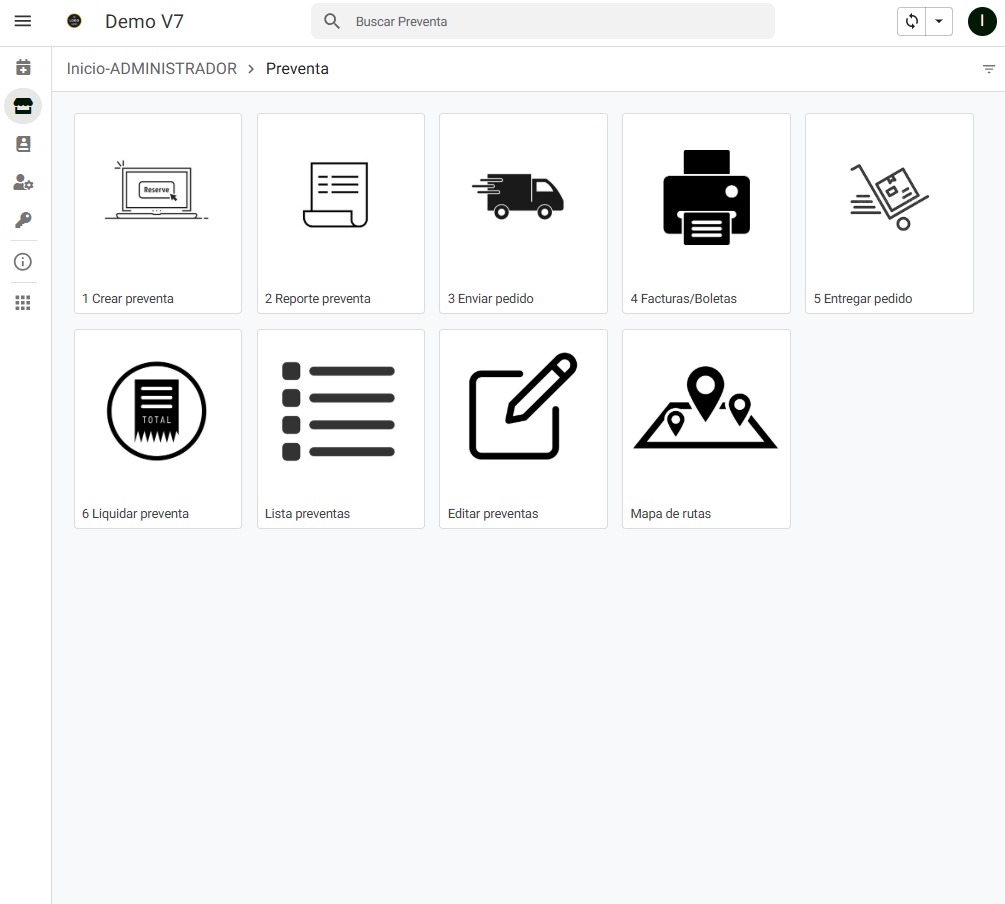 Demo V7
Buscar Preventa
I
Inicio-ADMINISTRADOR > Preventa
Reserve
1 Crear preventa
2 Reporte preventa
3 Enviar pedido
4 Facturas/Boletas
5 Entregar pedido
TOTAL
6 Liquidar preventa
Lista preventas
Editar preventas
Mapa de rutas